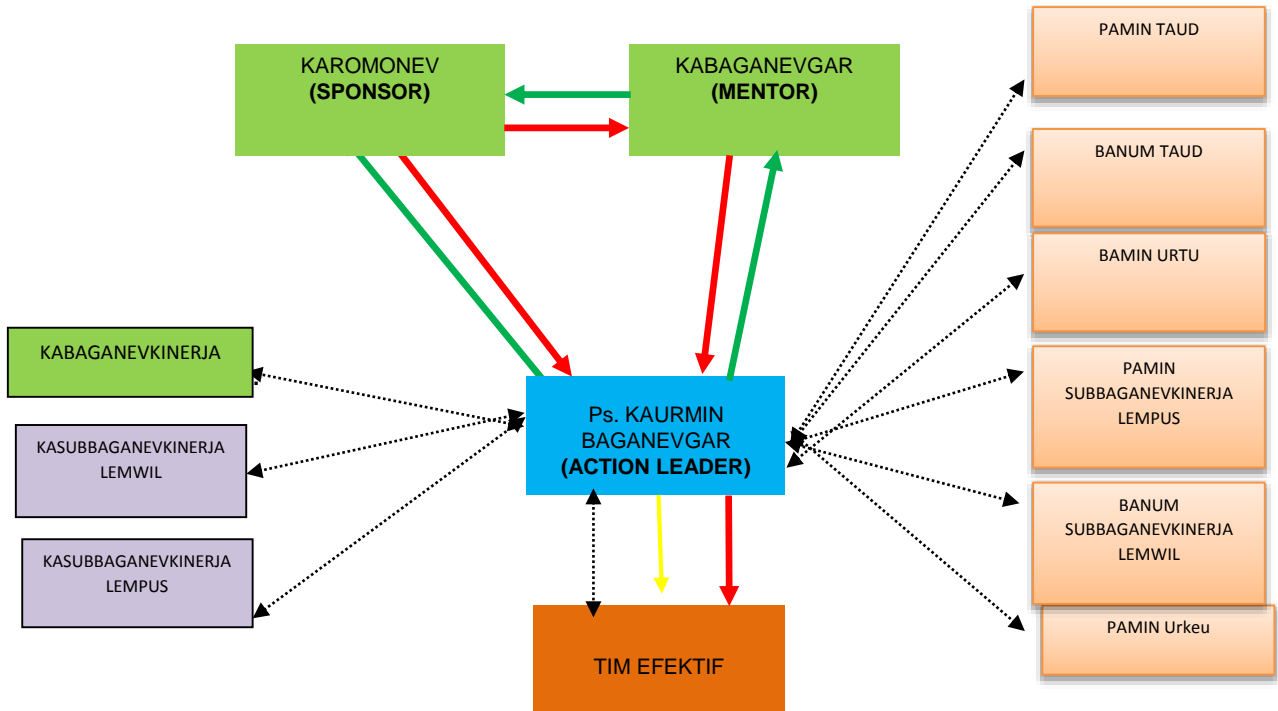 KAROMONEV
(SPONSOR)
KABAGANEVGAR
(MENTOR)
PAMIN TAUD
BANUM TAUD
BAMIN URTU
PAMIN
SUBBAGANEVKINERJA
LEMPUS
BANUM
SUBBAGANEVKINERJA
LEMWIL
PAMIN Urkeu
KABAGANEVKINERJA
KASUBBAGANEVKINERJA
LEMWIL
KASUBBAGANEVKINERJA
LEMPUS
Ps. KAURMIN
BAGANEVGAR
(ACTION LEADER)
TIM EFEKTIF